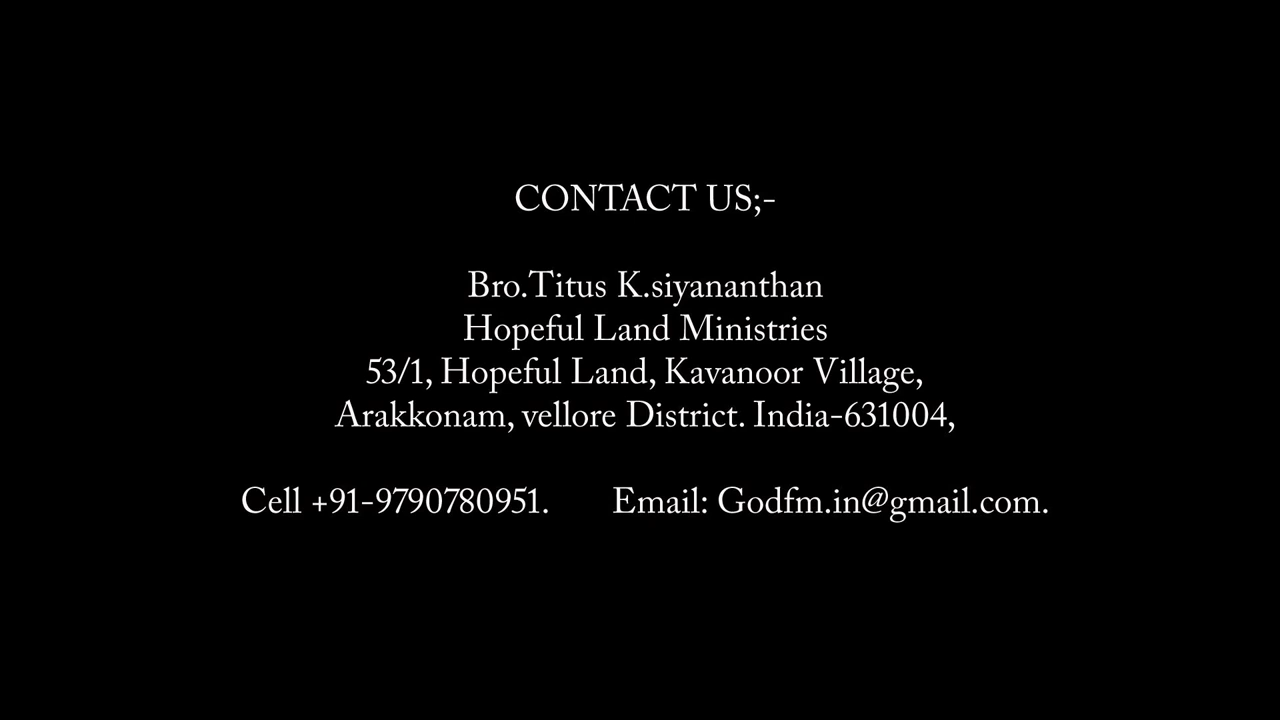 CONTACT US;-
Bro.Titus K.siyananthan
Hopeful Land Ministries
53/1, Hopeful Land, Kavanoor Village,
Arakkonam, vellore District. India-631004,
Cell +91-9790780951. Email: Godfm.in@gmail.com.